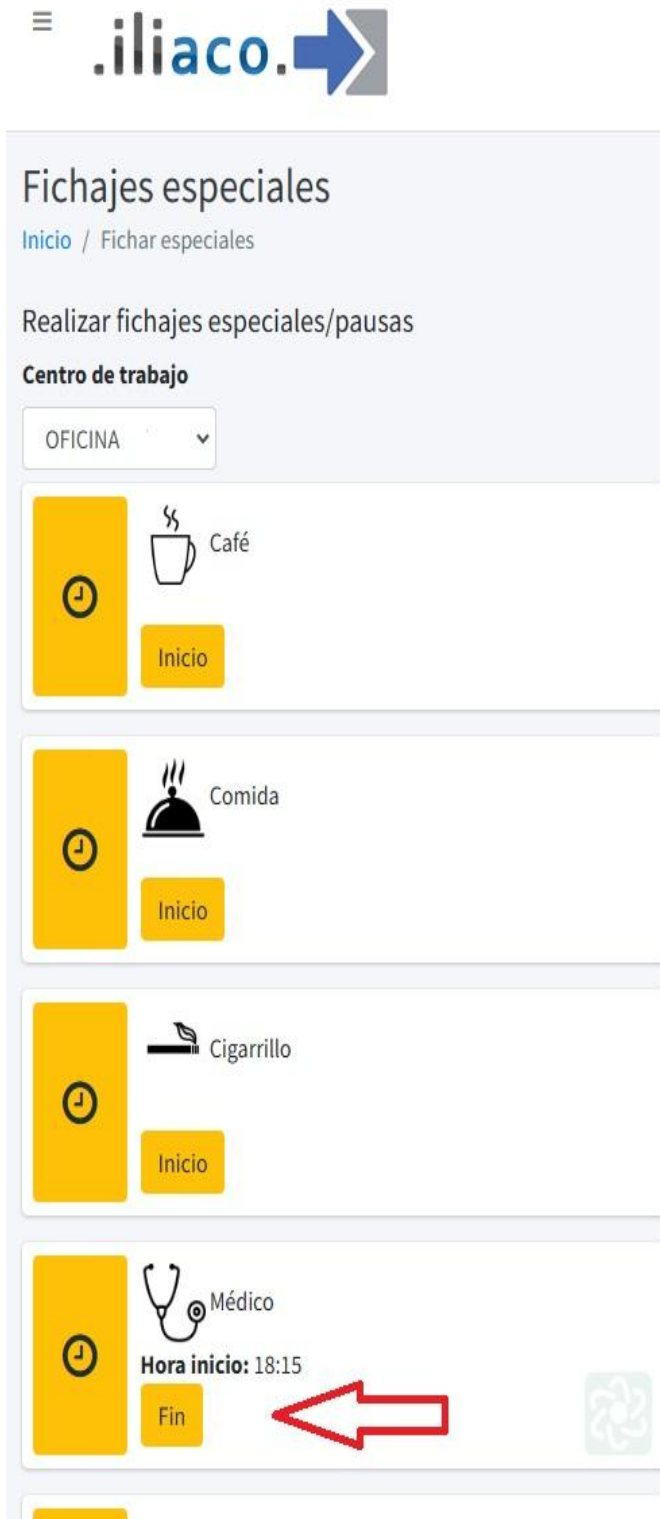 .iliaco.
Fichajes especiales
Inicio / Fichar especiales
Realizar fichajes especiales/pausas
Centro de trabajo
OFICINA
Café
Inicio
Comida
Inicio
Cigarrillo
Inicio
Médico
Hora inicio: 18:15
Fin